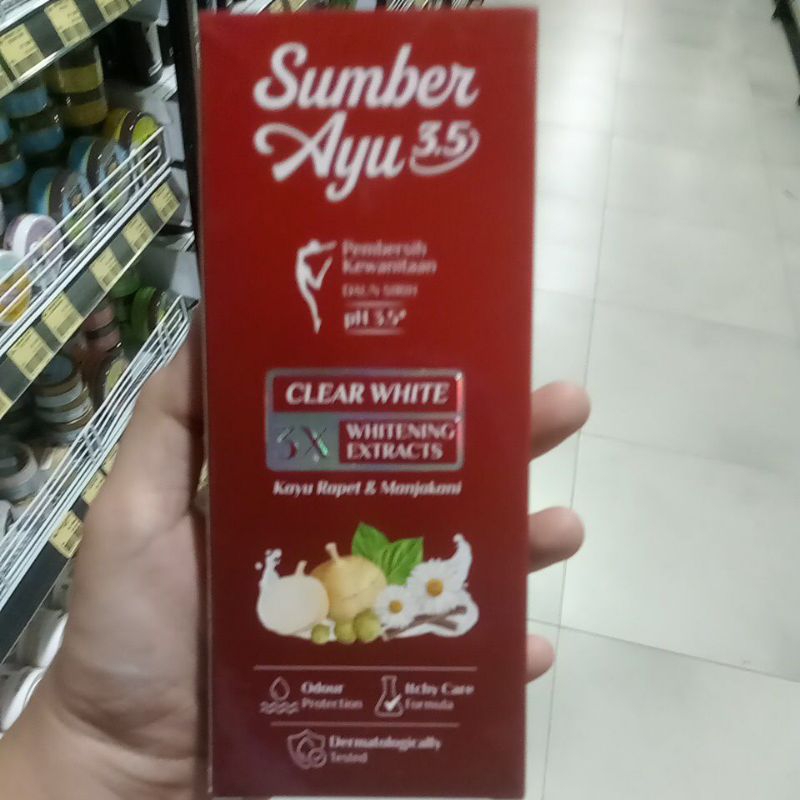 Sumber
Ayu 3.5
Pembersih
Kewanitaan
DAUN SIRIH
pH 3.5*
CLEAR WHITE
3X WHITENING*
EXTRACTS
Kayu Rapet & Manjakani
Odour
Protection
Itchy Care
Formula
Dermatologically
Tested